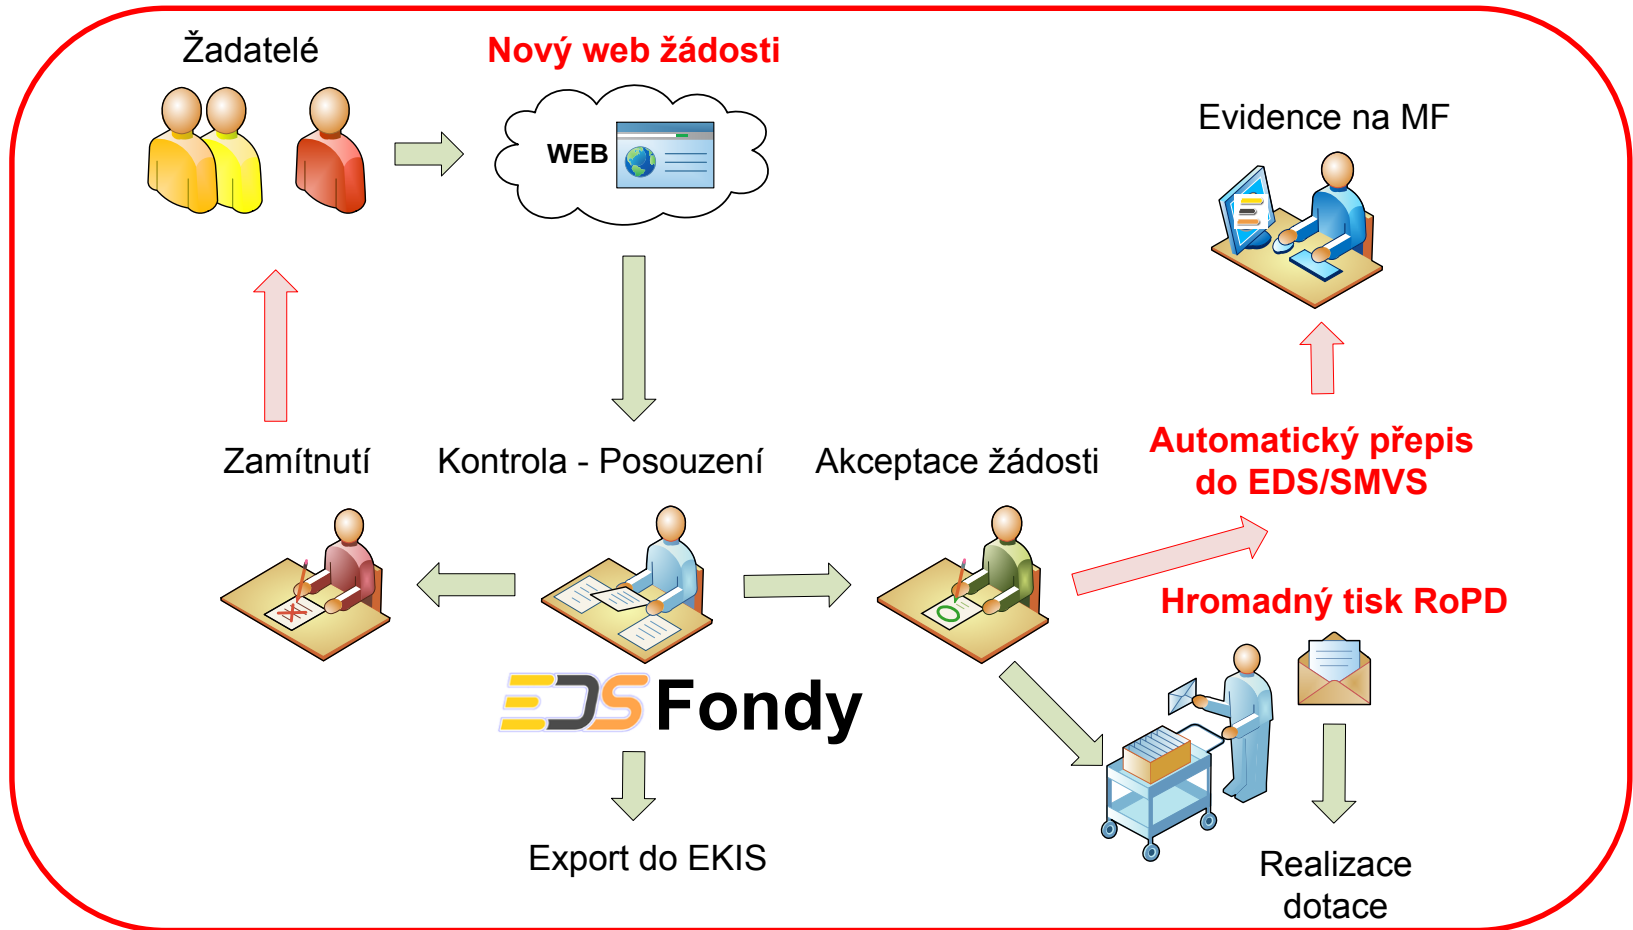 Žadatelé
Nový web žádosti
WEB
Evidence na MF
Zamítnutí
Kontrola - Posouzení
Akceptace žádosti
Automatický přepis
do EDS/SMVS
Hromadný tisk RoPD
EDS Fondy
Export do EKIS
Realizace
dotace